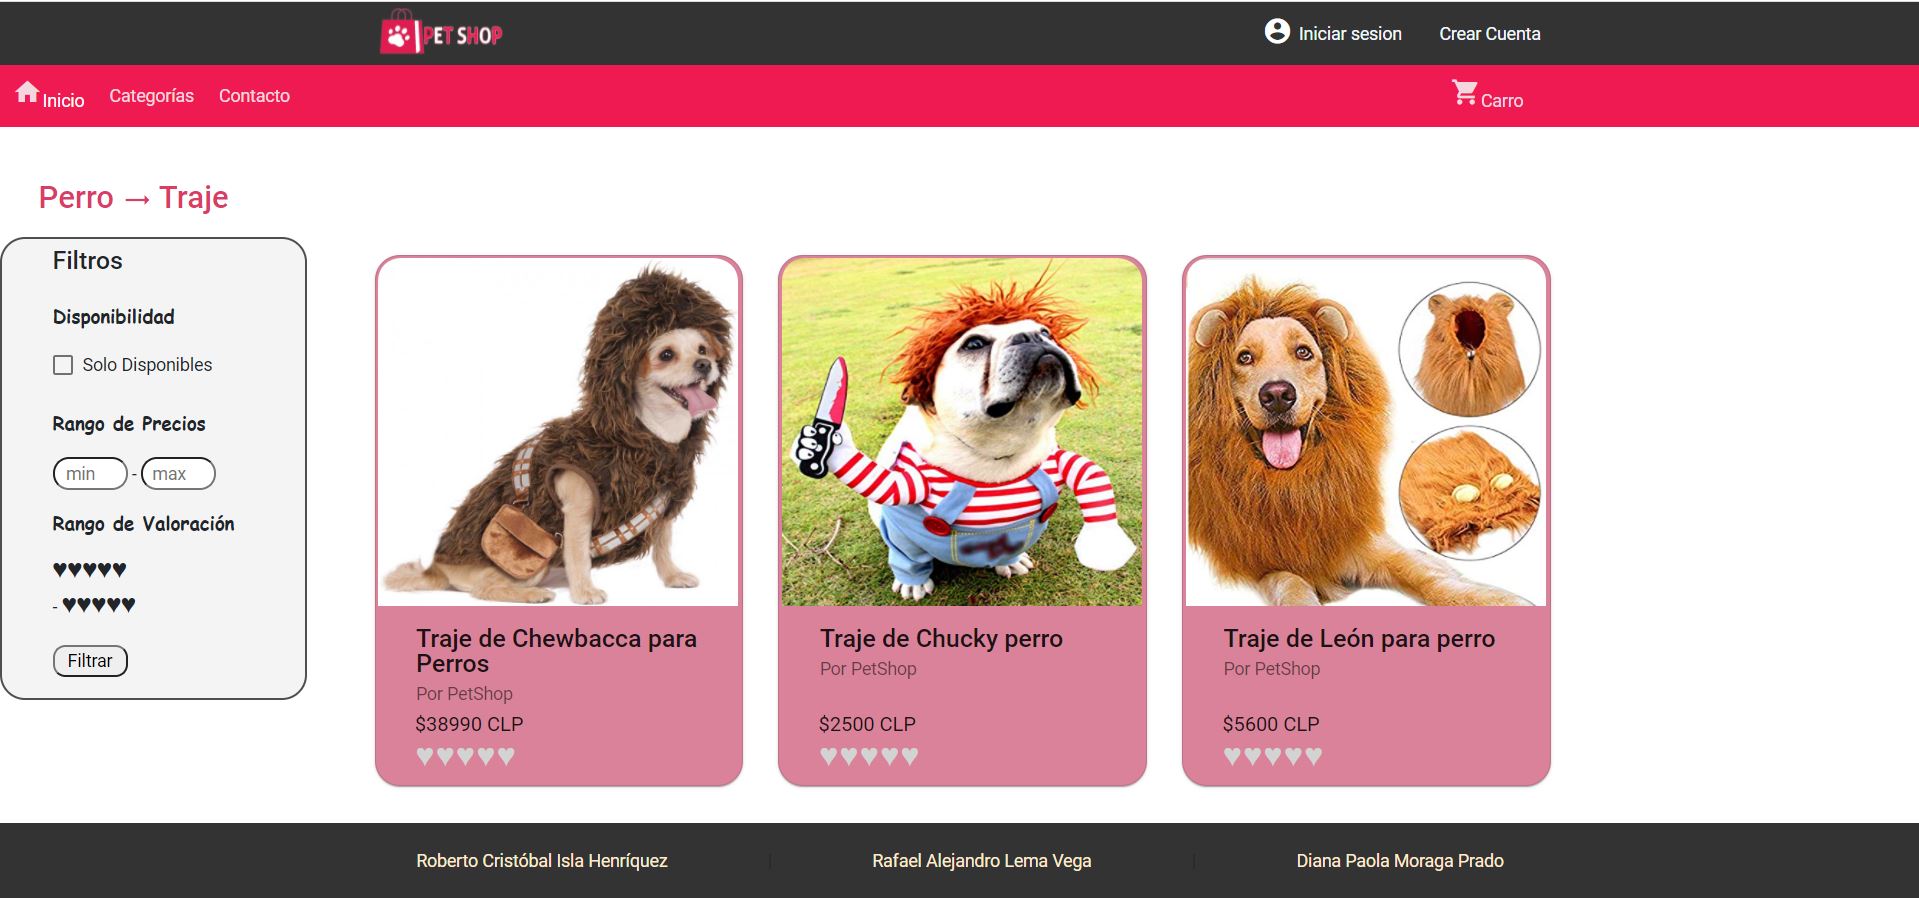 PET SHOP
Iniciar sesion
Crear Cuenta
Inicio
Categorías
Contacto
Carro
Perro → Traje
Filtros
Disponibilidad
Solo Disponibles
Rango de Precios
min - max
Rango de Valoración
♥♥♥♥♥
- ♥♥♥♥♥
Filtrar
Traje de Chewbacca para
Perros
Por PetShop
$38990 CLP
♥♥♥♥♥
Traje de Chucky perro
Por PetShop
$2500 CLP
♥♥♥♥♥
Traje de León para perro
Por PetShop
$5600 CLP
♥♥♥♥♥
Roberto Cristóbal Isla Henríquez
Rafael Alejandro Lema Vega
Diana Paola Moraga Prado